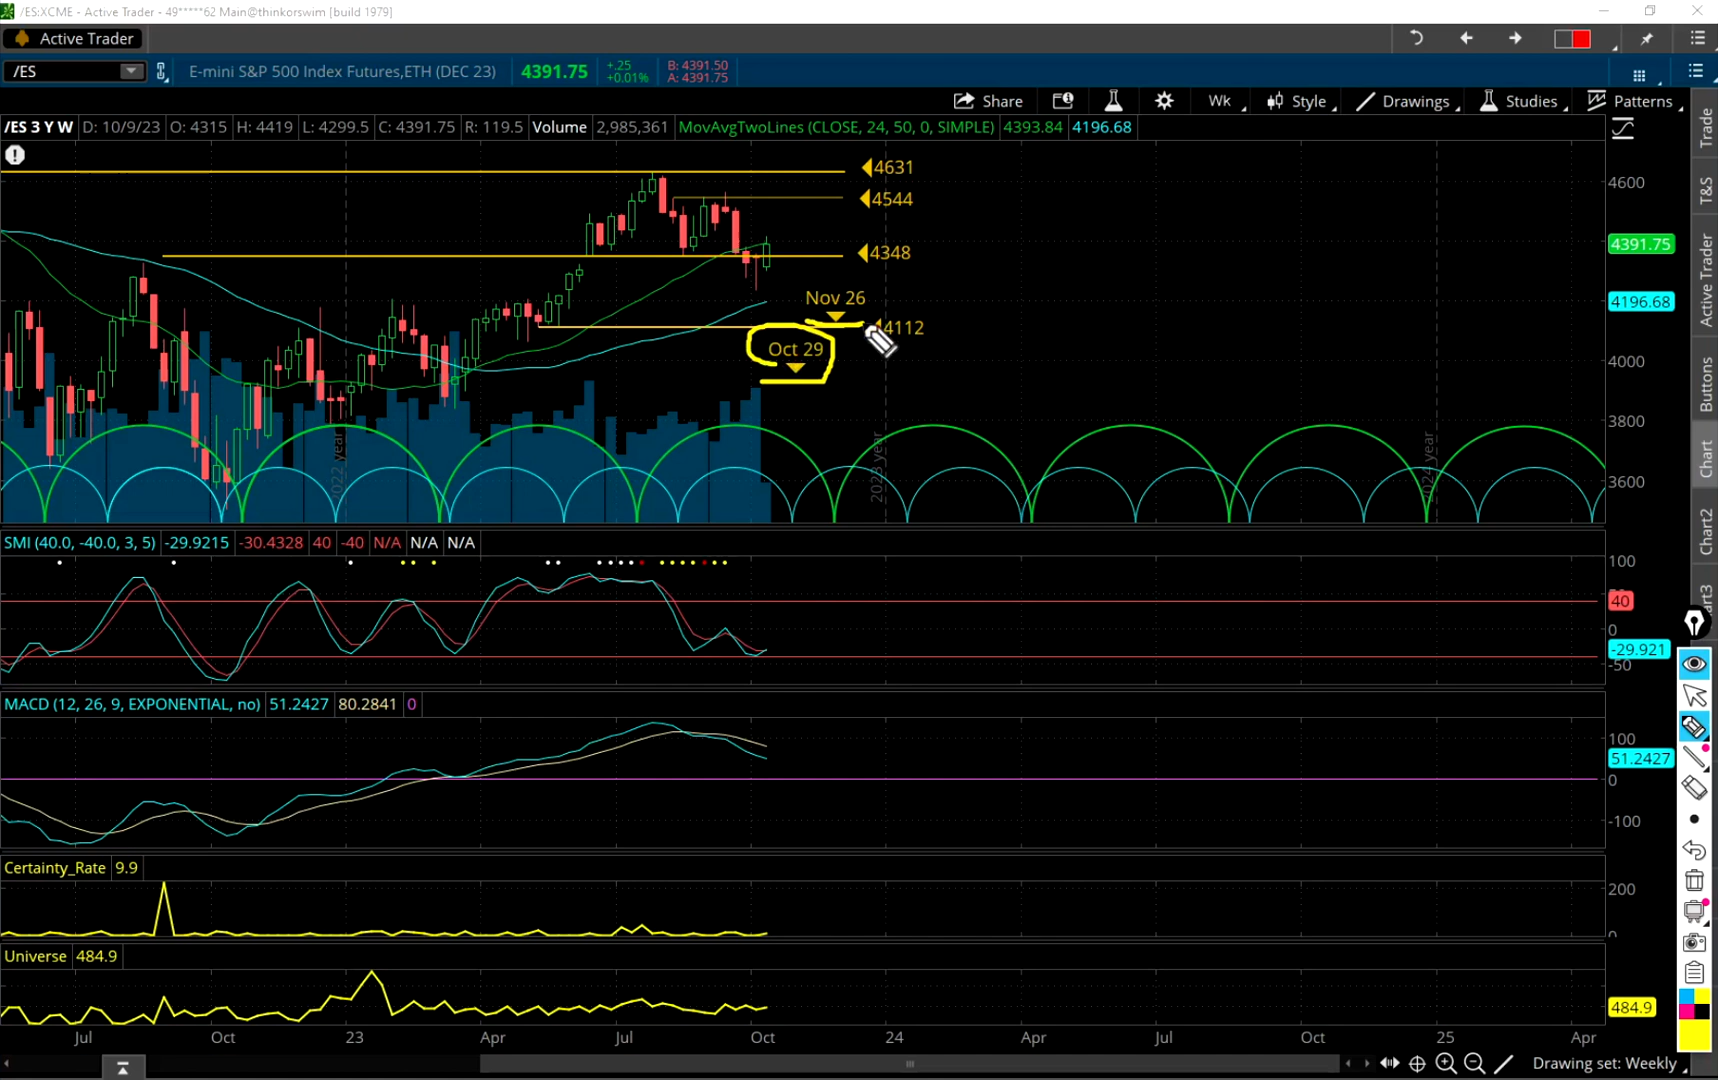 /ES:XCME - Active Trader - 49*****62 Main@thinkorswim [build 1979]
Active Trader
/ES
E-mini S&P 500 Index Futures,ETH (DEC 23)
4391.75
+.25
+0.01%
B: 4391.50
A: 4391.75
Share
Wk
Style
Drawings
Studies
Patterns
/ES 3 Y W D: 10/9/23 O: 4315 H: 4419 L: 4299.5 C: 4391.75 R: 119.5 Volume 2,985,361 MovAvgTwoLines (CLOSE, 24, 50, 0, SIMPLE) 4393.84 4196.68
4631
4544
4348
Nov 26
4112
Oct 29
2022 year
2023 year
2024 year
4600
4391.75
4196.68
4000
3800
3600
SMI (40.0, -40.0, 3, 5) -29.9215 -30.4328 40 -40 N/A N/A N/A
100
40
0
-29.921
-50
MACD (12, 26, 9, EXPONENTIAL, no) 51.2427 80.2841 0
100
51.2427
0
-100
Certainty_Rate 9.9
200
0
Universe 484.9
484.9
Jul Oct 23 Apr Jul Oct 24 Apr Jul Oct 25 Apr
Drawing set: Weekly
Trade
T&S
Active Trader
Buttons
Chart
Chart2
art3